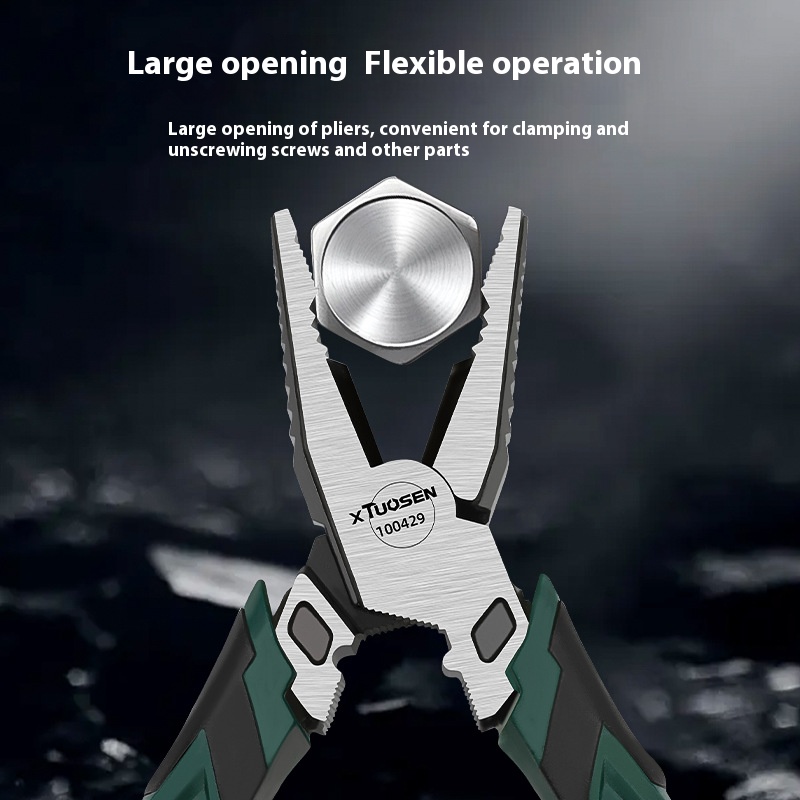 Large opening Flexible operation
Large opening of pliers, convenient for clamping and
unscrewing screws and other parts
xTUOSEN
100429